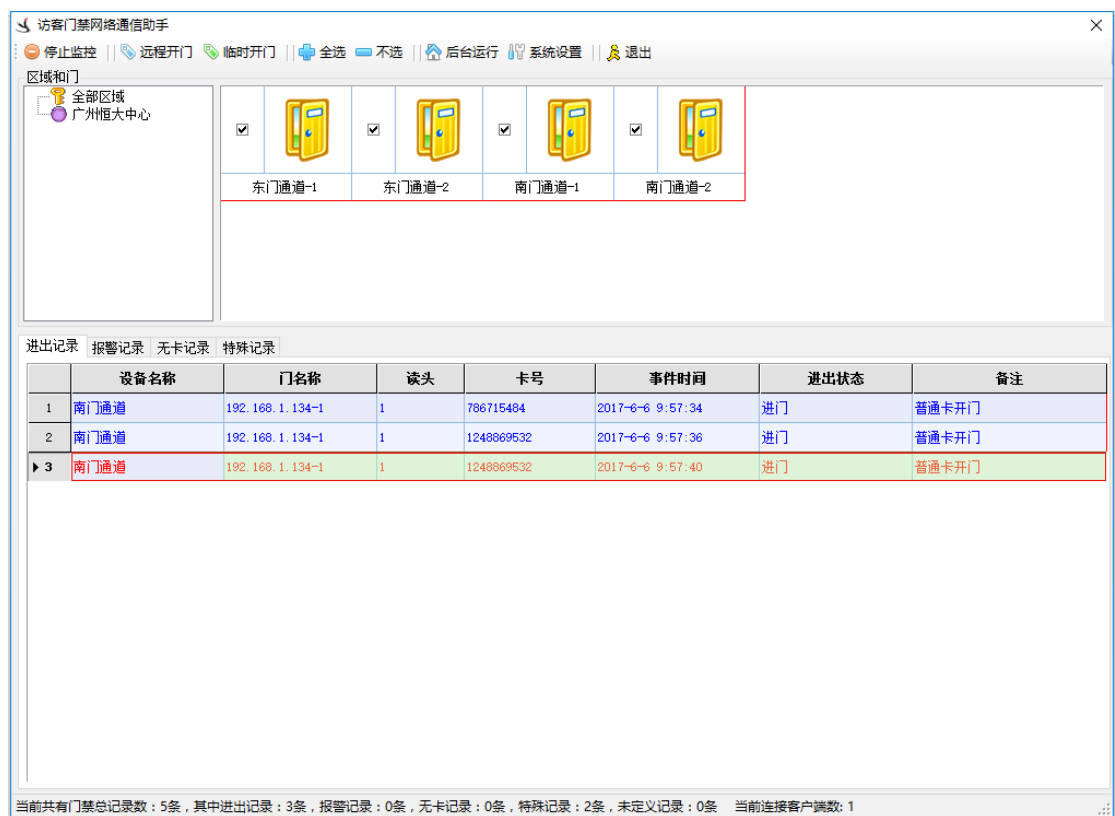 访客门禁网络通信助手
停止监控 远程开门 临时开门 全选 不选 后台运行 系统设置 退出
区域和门
全部区域
广州恒大中心
东门通道-1 东门通道-2 南门通道-1 南门通道-2
进出记录 报警记录 无卡记录 特殊记录
设备名称 门名称 读头 卡号 事件时间 进出状态 备注
1 南门通道 192.168.1.134-1 1 786715484 2017-6-6 9:57:34 进门 普通卡开门
2 南门通道 192.168.1.134-1 1 1248869532 2017-6-6 9:57:36 进门 普通卡开门
3 南门通道 192.168.1.134-1 1 1248869532 2017-6-6 9:57:40 进门 普通卡开门
当前共有门禁总记录数：5条，其中进出记录：3条，报警记录：0条，无卡记录：0条，特殊记录：2条，未定义记录：0条 当前连接客户端数: 1